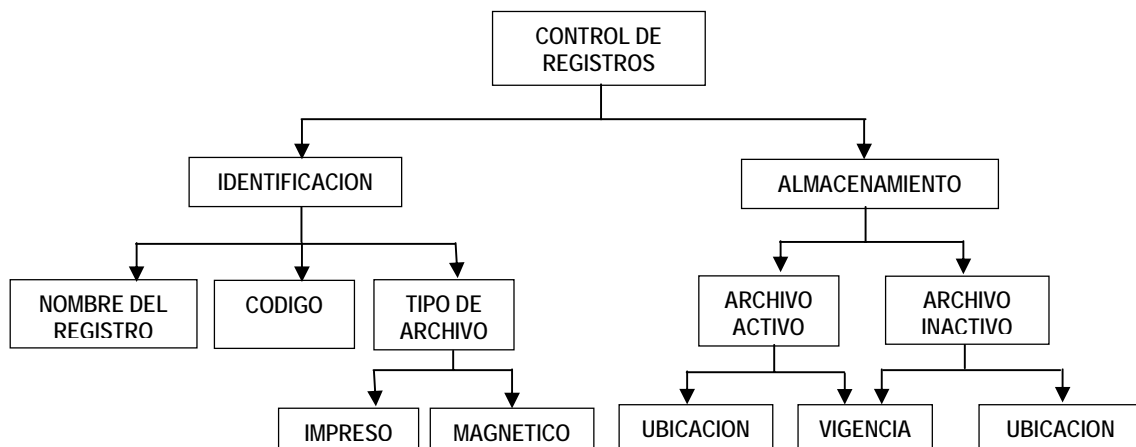 CONTROL DE
REGISTROS
IDENTIFICACION
ALMACENAMIENTO
NOMBRE DEL
REGISTRO
CODIGO
TIPO DE
ARCHIVO
ARCHIVO
ACTIVO
ARCHIVO
INACTIVO
IMPRESO
MAGNETICO
UBICACION
VIGENCIA
UBICACION